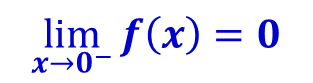 lim f(x) = 0
x→0⁻